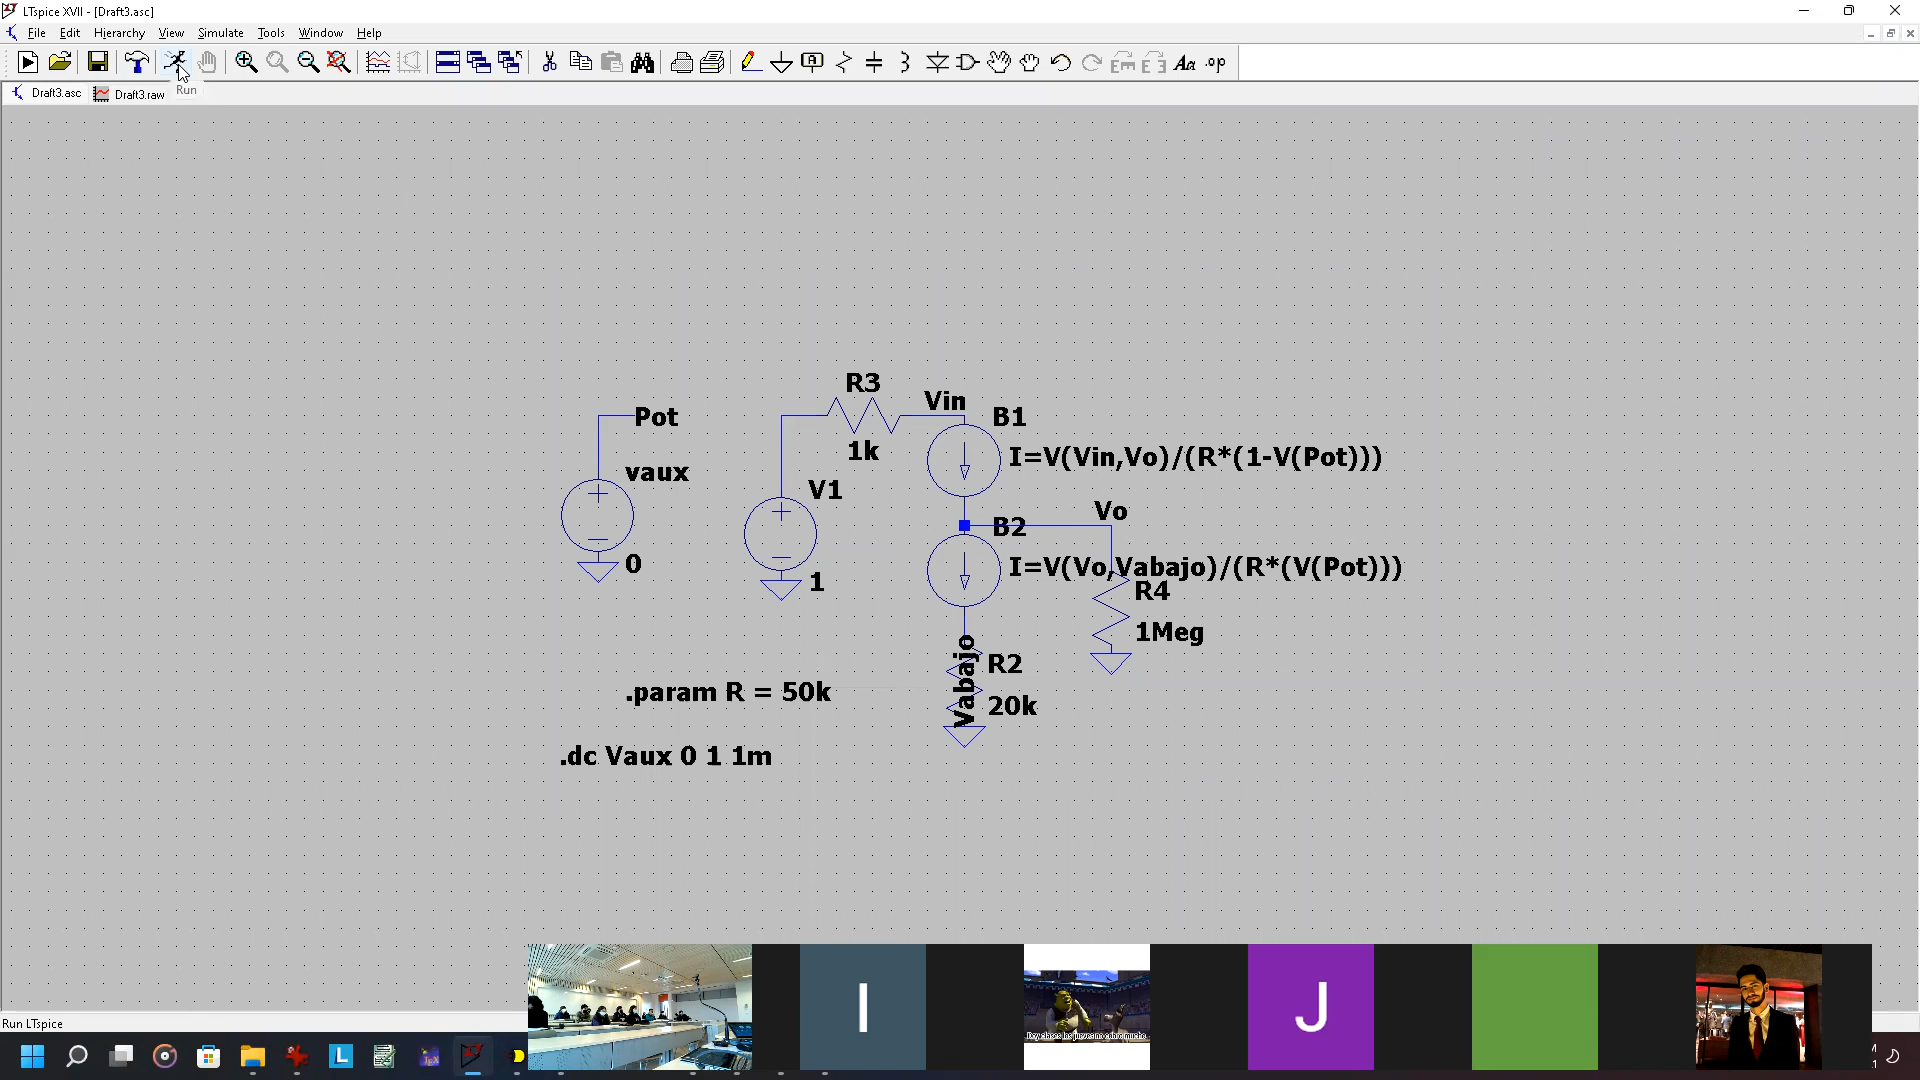 LTspice XVII - [Draft3.asc]
File Edit Hierarchy View Simulate Tools Window Help
Draft3.asc Draft3.raw
Run
R3
Vin
Pot
B1
1k
I=V(Vin,Vo)/(R*(1-V(Pot)))
vaux
V1
Vo
B2
0
I=V(Vo,Vabajo)/(R*(V(Pot)))
1
R4
1Meg
Vabajo
R2
.param R = 50k
20k
.dc Vaux 0 1 1m
Run LTspice
I
J
L